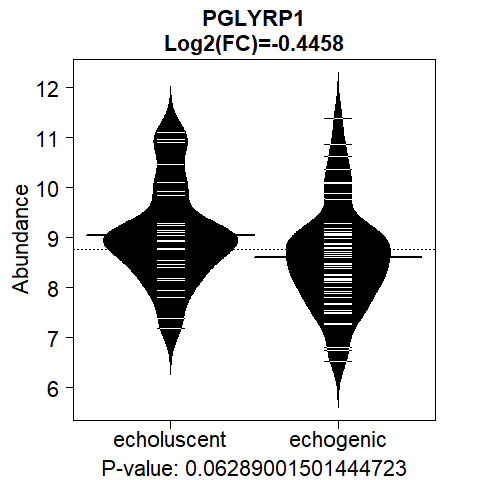 PGLYRP1
Log2(FC)=-0.4458
Abundance
12
11
10
9
8
7
6
echoluscent echogenic
P-value: 0.06289001501444723